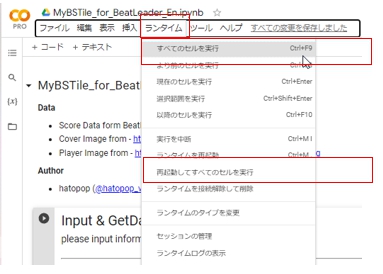 MyBSTile_for_BeatLeader_En.ipynb
PRO
ファイル 編集 表示 挿入 ランタイム ツール ヘルプ すべての変更を保存しました
+ コード + テキスト
すべてのセルを実行 Ctrl+F9
より前のセルを実行
現在のセルを実行 Ctrl+Enter
選択範囲を実行 Ctrl+Shift+Enter
以降のセルを実行 Ctrl+F10
実行を中断 Ctrl+M I
ランタイムを再起動 Ctrl+M
再起動してすべてのセルを実行
ランタイムを接続解除して削除
ランタイムのタイプを変更
セッションの管理
ランタイムログの表示
{x}
MyBSTile_for_Beat
Data
Score Data form Beat
Cover Image from - ht
Player Image from - ht
Author
hatopop (@hatopop_v
Input & GetDa
please input inform